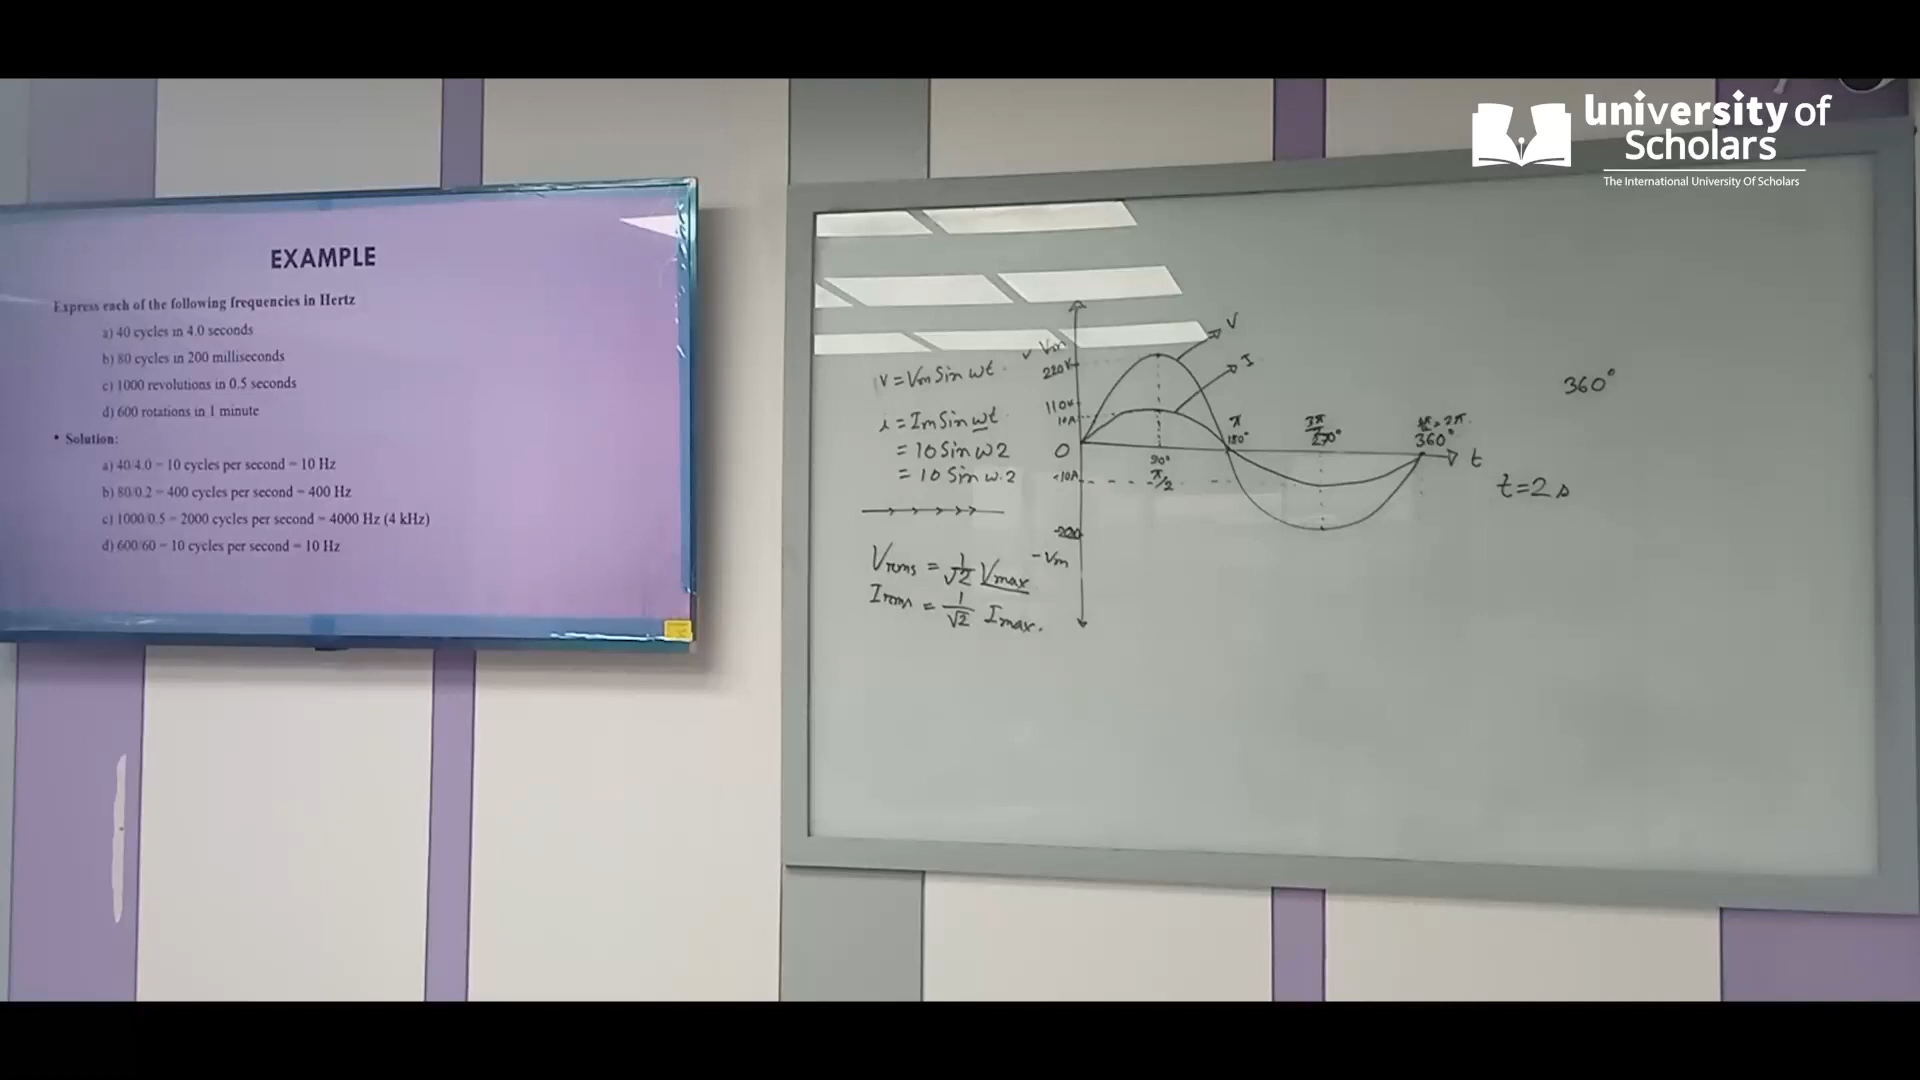 University of
Scholars
The International University Of Scholars
EXAMPLE
Express each of the following frequencies in Hertz
a) 40 cycles in 4.0 seconds
b) 80 cycles in 200 milliseconds
c) 1000 revolutions in 0.5 seconds
d) 600 rotations in 1 minute
• Solution:
a) 40/4.0 = 10 cycles per second = 10 Hz
b) 80/0.2 = 400 cycles per second = 400 Hz
c) 1000/0.5 = 2000 cycles per second = 4000 Hz (4 kHz)
d) 600/60 = 10 cycles per second = 10 Hz
v = Vm Sin ωt
i = Im Sin ωt
= 10 Sin ω 2
= 10 Sin ω.2
Vrms = 1/√2 Vmax
Irms = 1/√2 Imax.
Vm
220V
110V
10A
0
-10A
-220
-Vm
V
I
90°
π/2
π
180°
3π/2
270°
2π
360°
t
360°
t=2s